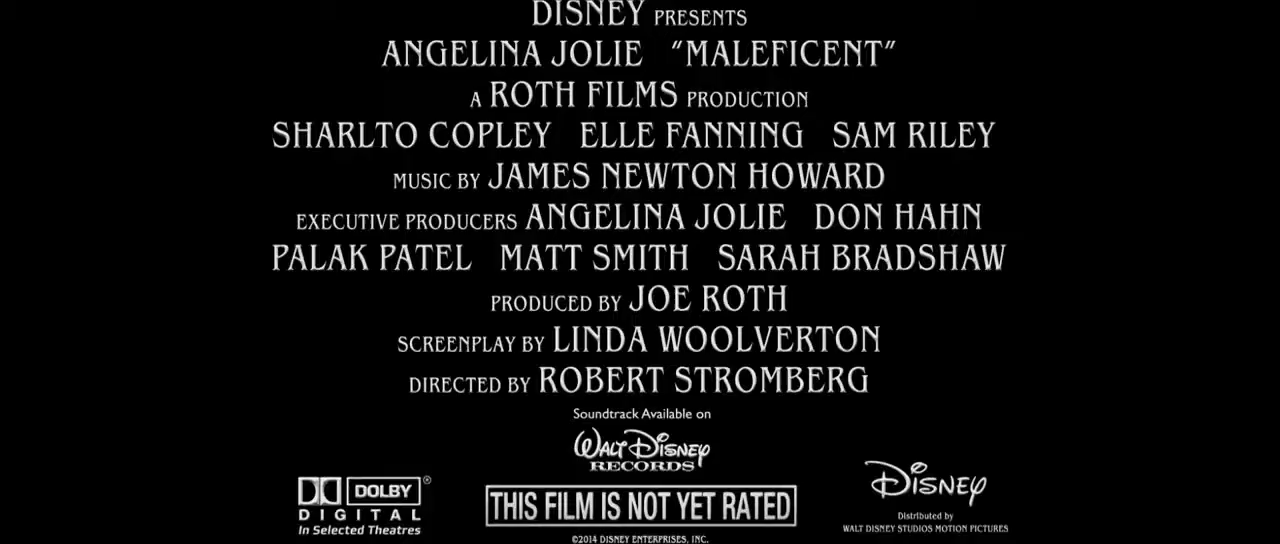 DISNEY PRESENTS
ANGELINA JOLIE "MALEFICENT"
A ROTH FILMS PRODUCTION
SHARLTO COPLEY ELLE FANNING SAM RILEY
MUSIC BY JAMES NEWTON HOWARD
EXECUTIVE PRODUCERS ANGELINA JOLIE DON HAHN
PALAK PATEL MATT SMITH SARAH BRADSHAW
PRODUCED BY JOE ROTH
SCREENPLAY BY LINDA WOOLVERTON
DIRECTED BY ROBERT STROMBERG
Soundtrack Available on
WALT DISNEY
RECORDS
DOLBY®
DIGITAL
In Selected Theatres
THIS FILM IS NOT YET RATED
©2014 DISNEY ENTERPRISES, INC.
DISNEY
Distributed by
WALT DISNEY STUDIOS MOTION PICTURES